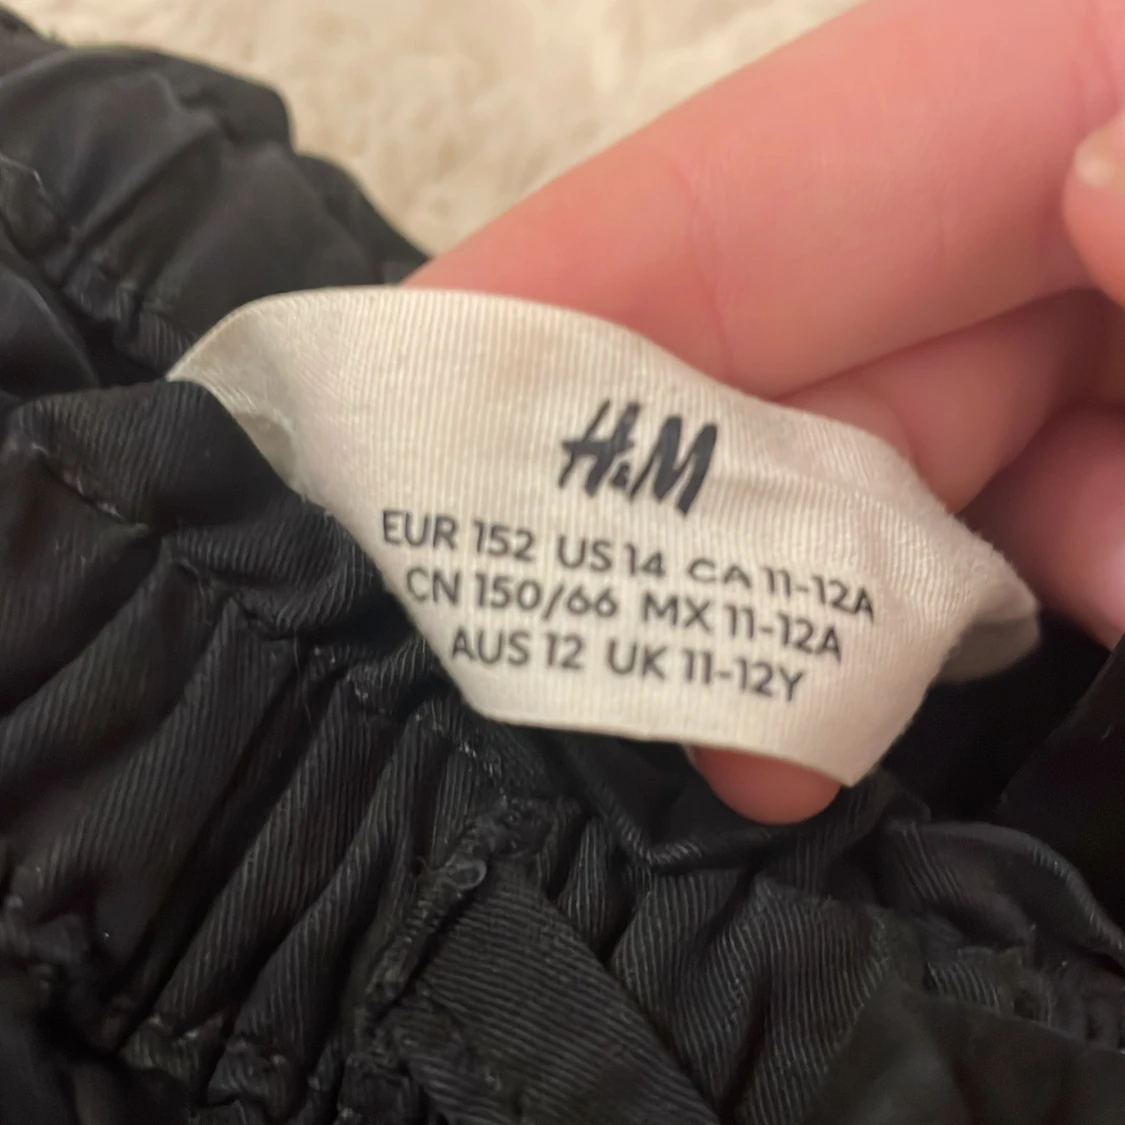 H&M
EUR 152 US 14 CA 11-12A
CN 150/66 MX 11-12A
AUS 12 UK 11-12Y